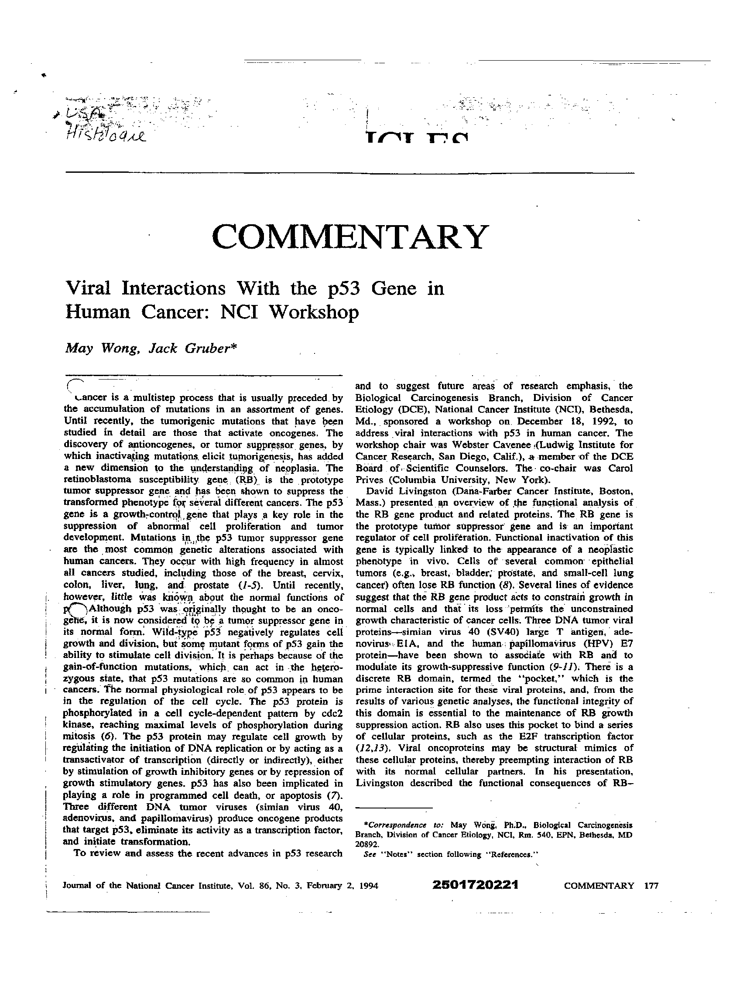 USA
Histologie
COMMENTARY
Viral Interactions With the p53 Gene in
Human Cancer: NCI Workshop
May Wong, Jack Gruber*
Cancer is a multistep process that is usually preceded by
the accumulation of mutations in an assortment of genes.
Until recently, the tumorigenic mutations that have been
studied in detail are those that activate oncogenes. The
discovery of antioncogenes, or tumor suppressor genes, by
which inactivating mutations elicit tumorigenesis, has added
a new dimension to the understanding of neoplasia. The
retinoblastoma susceptibility gene (RB) is the prototype
tumor suppressor gene and has been shown to suppress the
transformed phenotype for several different cancers. The p53
gene is a growth-control gene that plays a key role in the
suppression of abnormal cell proliferation and tumor
development. Mutations in the p53 tumor suppressor gene
are the most common genetic alterations associated with
human cancers. They occur with high frequency in almost
all cancers studied, including those of the breast, cervix,
colon, liver, lung, and prostate (1-5). Until recently,
however, little was known about the normal functions of
p Although p53 was originally thought to be an onco-
gene, it is now considered to be a tumor suppressor gene in
its normal form. Wild-type p53 negatively regulates cell
growth and division, but some mutant forms of p53 gain the
ability to stimulate cell division. It is perhaps because of the
gain-of-function mutations, which can act in the hetero-
zygous state, that p53 mutations are so common in human
cancers. The normal physiological role of p53 appears to be
in the regulation of the cell cycle. The p53 protein is
phosphorylated in a cell cycle-dependent pattern by cdc2
kinase, reaching maximal levels of phosphorylation during
mitosis (6). The p53 protein may regulate cell growth by
regulating the initiation of DNA replication or by acting as a
transactivator of transcription (directly or indirectly), either
by stimulation of growth inhibitory genes or by repression of
growth stimulatory genes. p53 has also been implicated in
playing a role in programmed cell death, or apoptosis (7).
Three different DNA tumor viruses (simian virus 40,
adenovirus, and papillomavirus) produce oncogene products
that target p53, eliminate its activity as a transcription factor,
and initiate transformation.
To review and assess the recent advances in p53 research
and to suggest future areas of research emphasis, the
Biological Carcinogenesis Branch, Division of Cancer
Etiology (DCE), National Cancer Institute (NCI), Bethesda,
Md., sponsored a workshop on December 18, 1992, to
address viral interactions with p53 in human cancer. The
workshop chair was Webster Cavenee (Ludwig Institute for
Cancer Research, San Diego, Calif.), a member of the DCE
Board of Scientific Counselors. The co-chair was Carol
Prives (Columbia University, New York).
David Livingston (Dana-Farber Cancer Institute, Boston,
Mass.) presented an overview of the functional analysis of
the RB gene product and related proteins. The RB gene is
the prototype tumor suppressor gene and is an important
regulator of cell proliferation. Functional inactivation of this
gene is typically linked to the appearance of a neoplastic
phenotype in vivo. Cells of several common epithelial
tumors (e.g., breast, bladder, prostate, and small-cell lung
cancer) often lose RB function (8). Several lines of evidence
suggest that the RB gene product acts to constrain growth in
normal cells and that its loss permits the unconstrained
growth characteristic of cancer cells. Three DNA tumor viral
proteins—simian virus 40 (SV40) large T antigen, ade-
novirus E1A, and the human papillomavirus (HPV) E7
protein—have been shown to associate with RB and to
modulate its growth-suppressive function (9-11). There is a
discrete RB domain, termed the "pocket," which is the
prime interaction site for these viral proteins, and, from the
results of various genetic analyses, the functional integrity of
this domain is essential to the maintenance of RB growth
suppression action. RB also uses this pocket to bind a series
of cellular proteins, such as the E2F transcription factor
(12,13). Viral oncoproteins may be structural mimics of
these cellular proteins, thereby preempting interaction of RB
with its normal cellular partners. In his presentation,
Livingston described the functional consequences of RB–
*Correspondence to: May Wong, Ph.D., Biological Carcinogenesis
Branch, Division of Cancer Etiology, NCI, Rm. 540, EPN, Bethesda, MD
20892.
See "Notes" section following "References."
Journal of the National Cancer Institute, Vol. 86, No. 3, February 2, 1994
2501720221
COMMENTARY 177